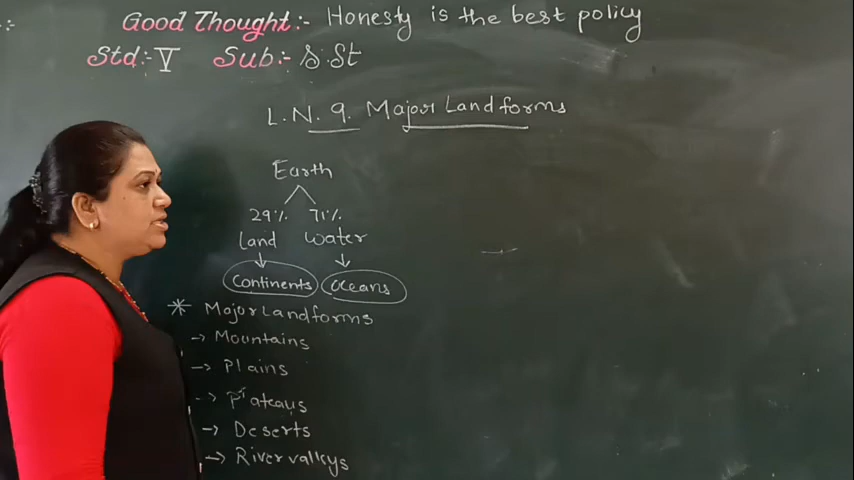 Good Thought:- Honesty is the best policy
Std:- V Sub:- S.St
L.N. 9. Major Landforms
Earth
29% 71%
Land Water
Continents Oceans
* Major Landforms
-> Mountains
-> Plains
-> Plateaus
-> Deserts
-> River valleys